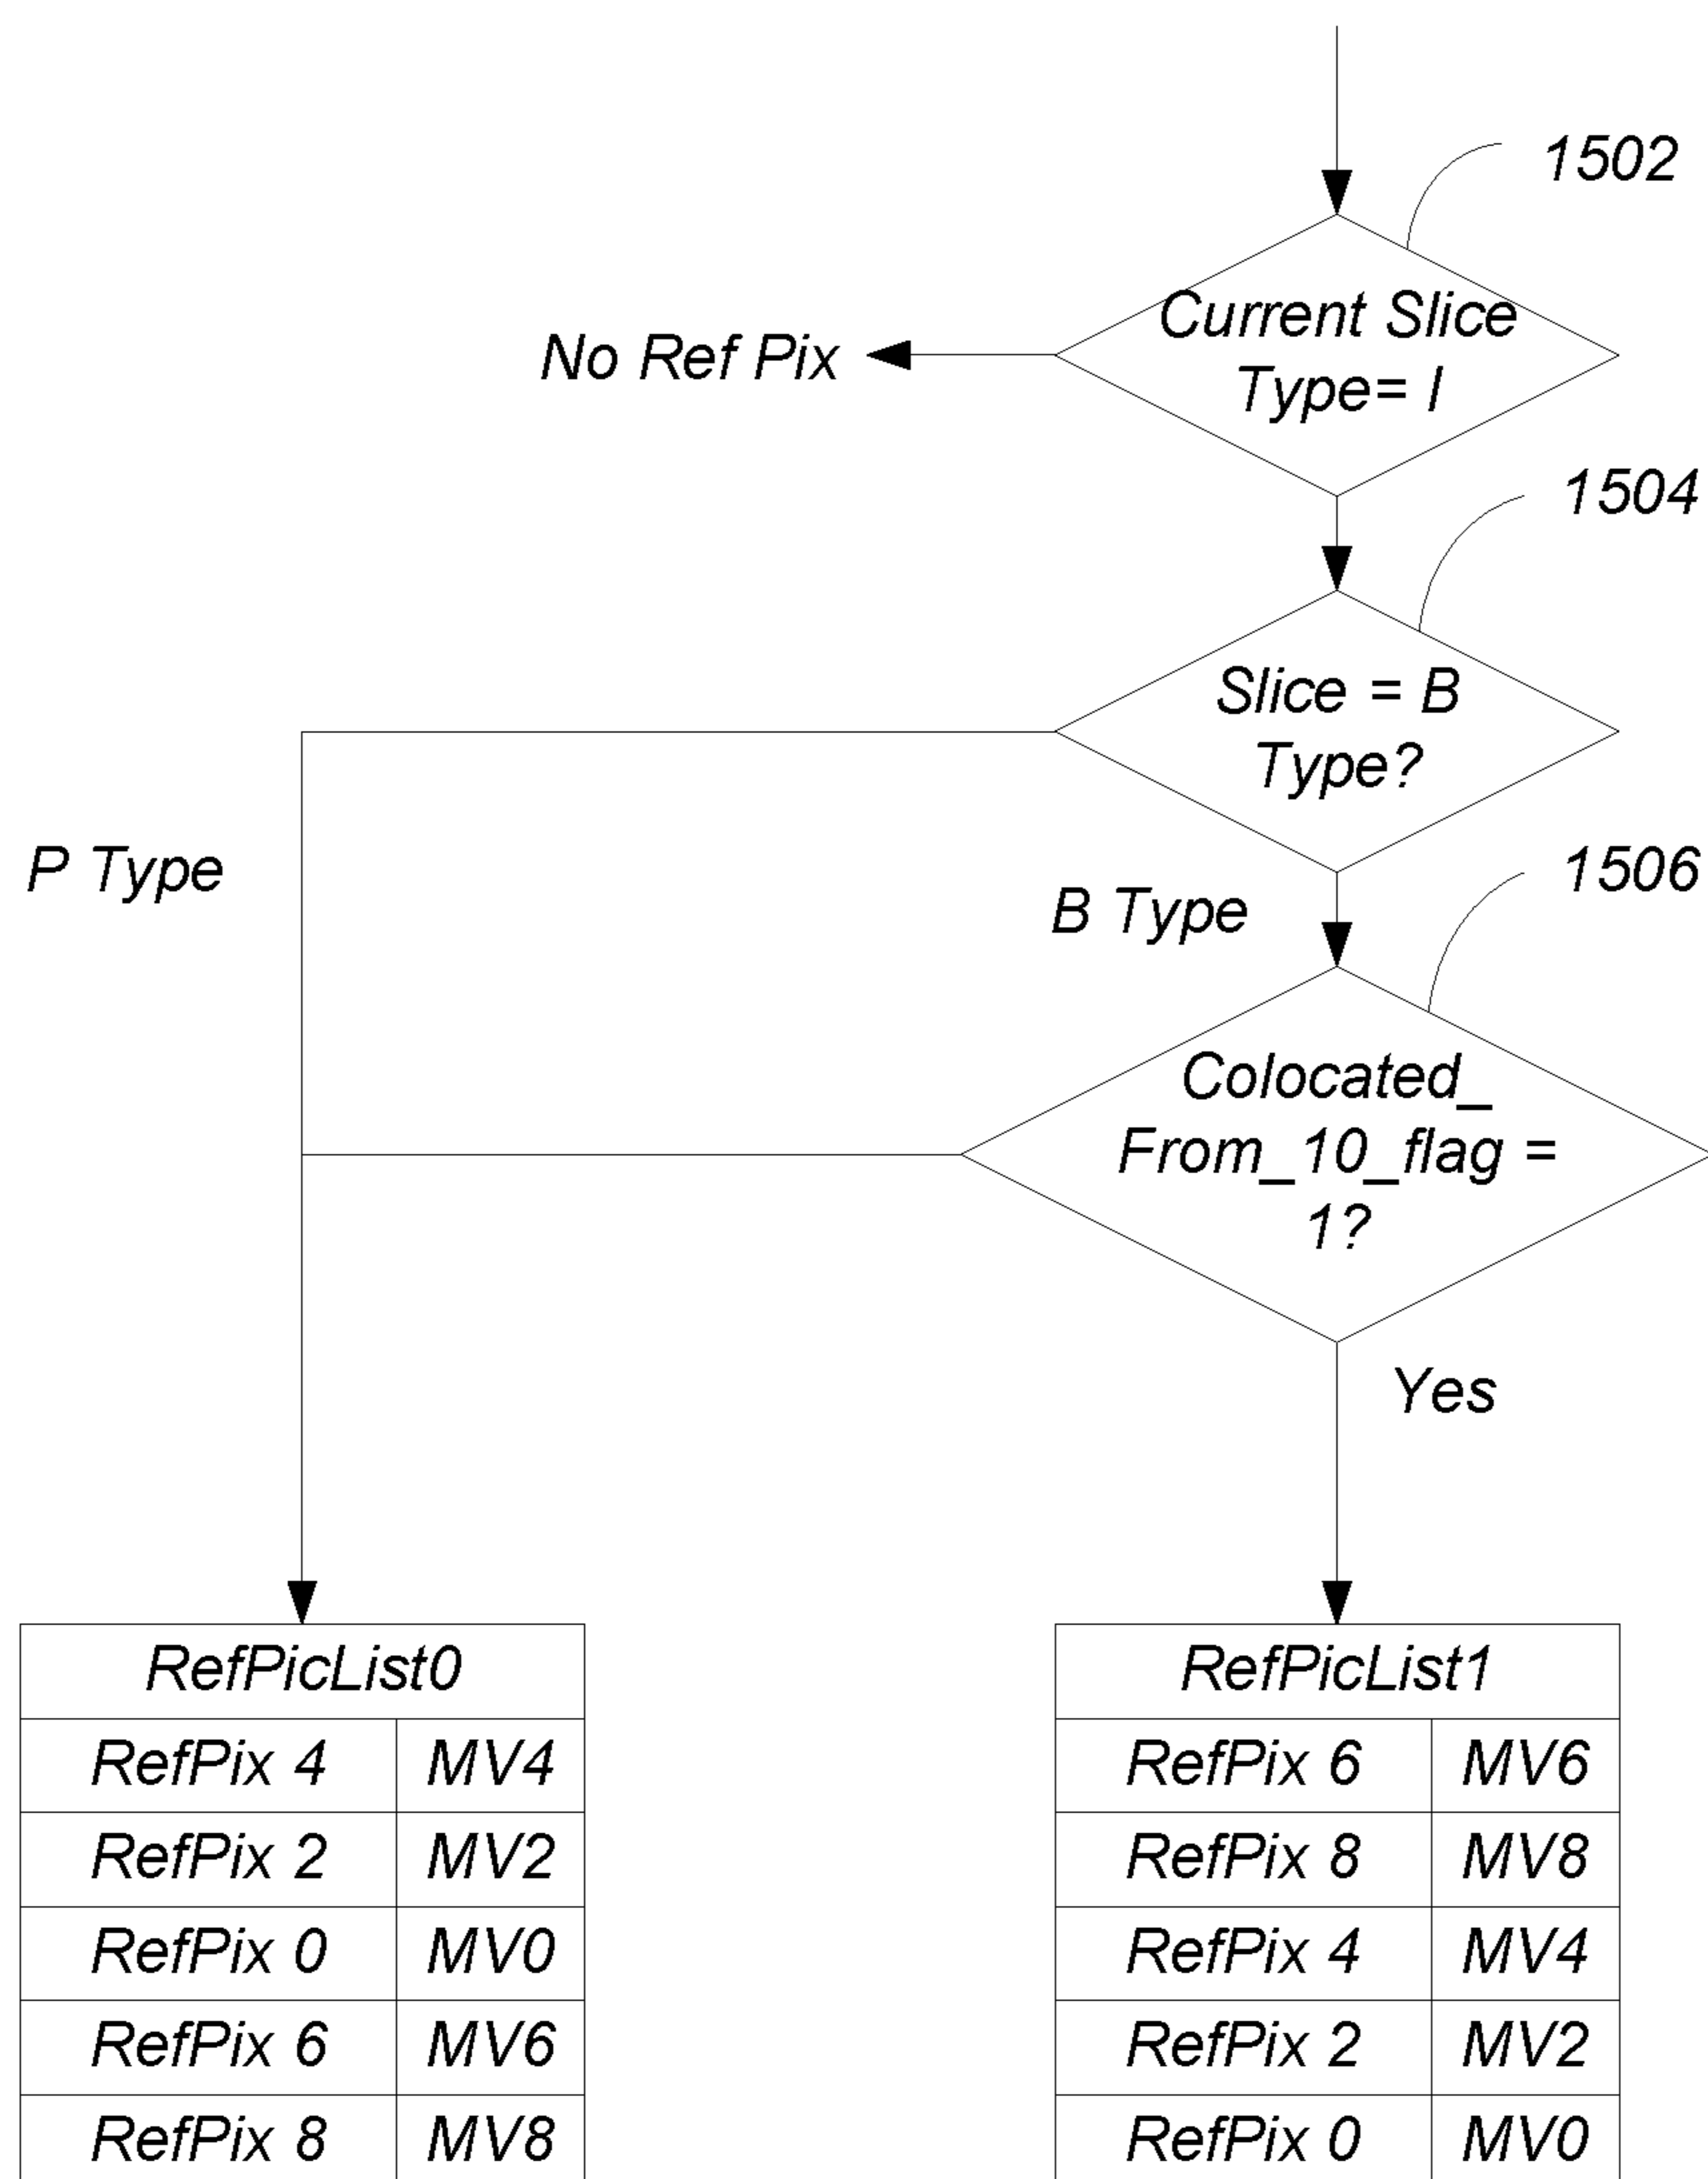 1502
Current Slice
Type= I
No Ref Pix
1504
Slice = B
Type?
P Type
B Type
1506
Colocated_
From_10_flag =
1?
Yes
RefPicList0
RefPix 4 MV4
RefPix 2 MV2
RefPix 0 MV0
RefPix 6 MV6
RefPix 8 MV8
RefPicList1
RefPix 6 MV6
RefPix 8 MV8
RefPix 4 MV4
RefPix 2 MV2
RefPix 0 MV0